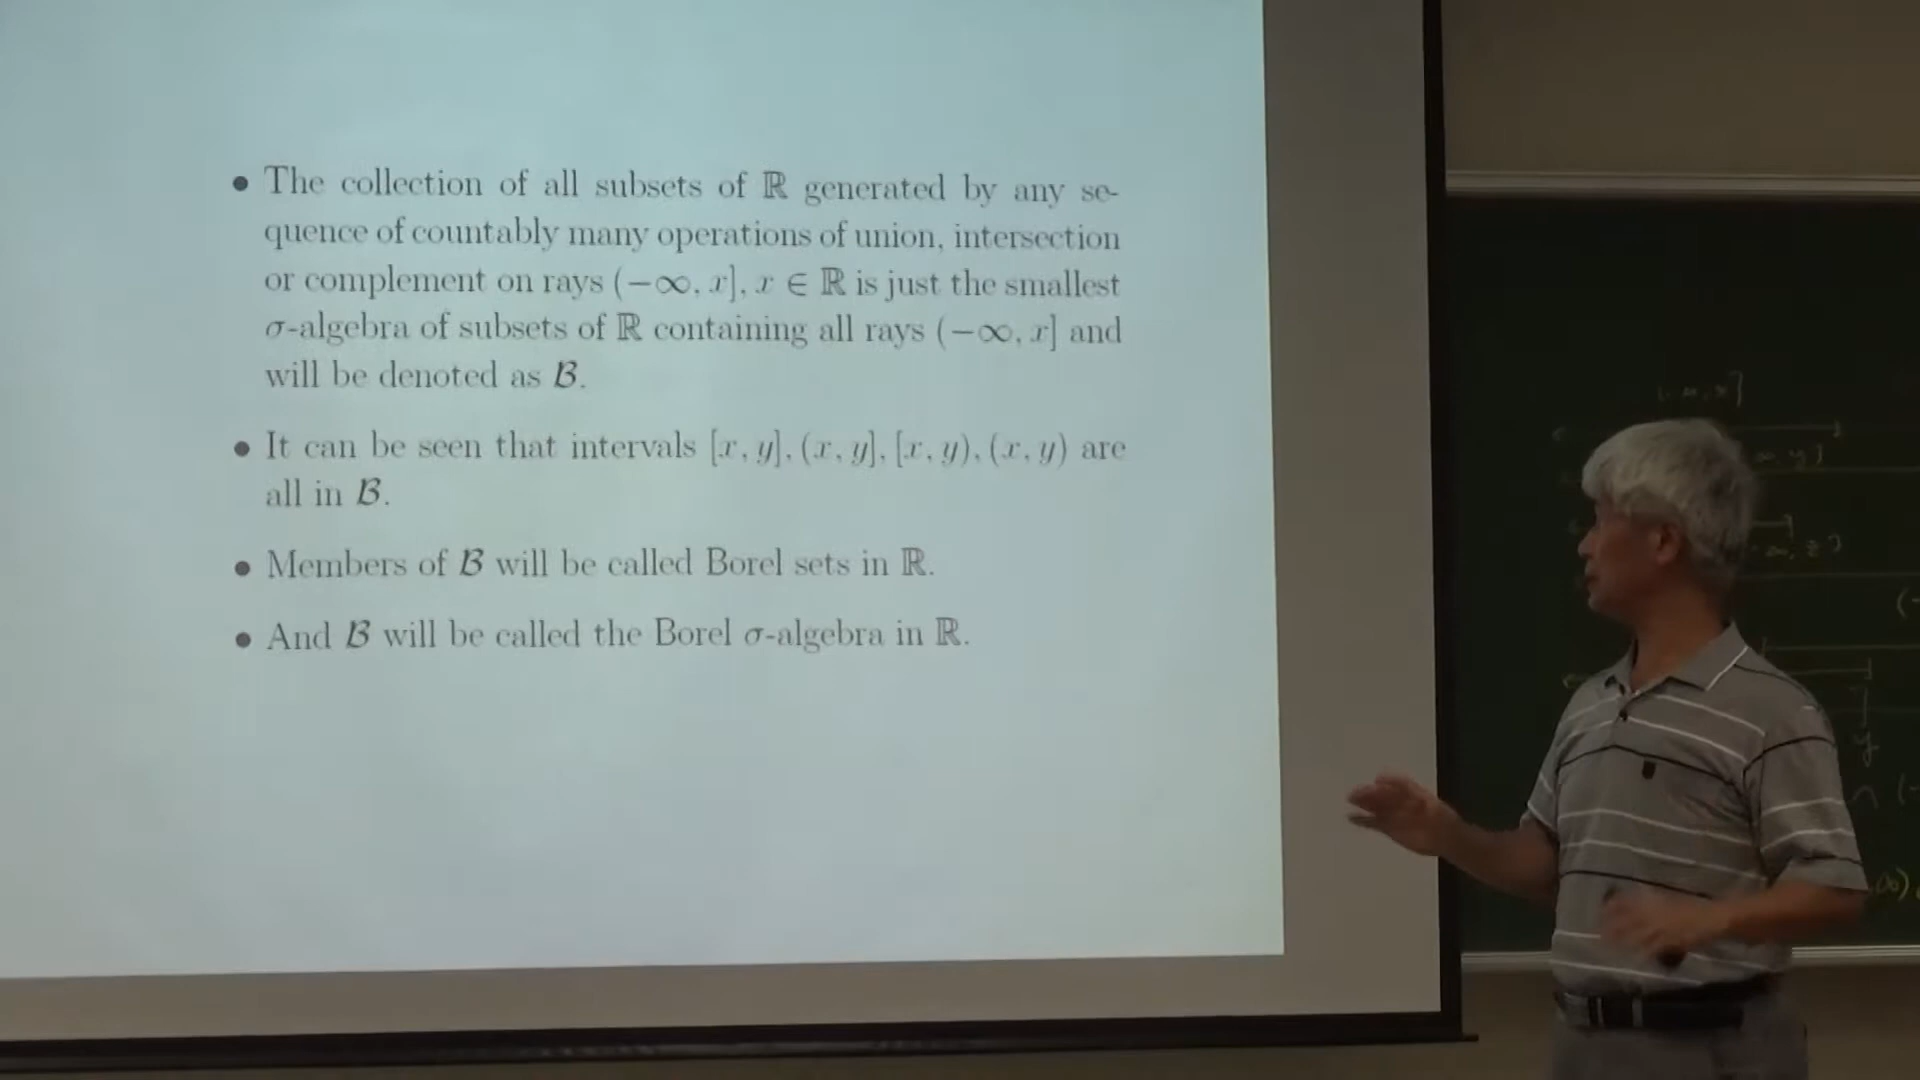 • The collection of all subsets of ℝ generated by any se-
quence of countably many operations of union, intersection
or complement on rays (−∞, x], x ∈ ℝ is just the smallest
σ-algebra of subsets of ℝ containing all rays (−∞, x] and
will be denoted as ℬ.
• It can be seen that intervals [x, y], (x, y], [x, y), (x, y) are
all in ℬ.
• Members of ℬ will be called Borel sets in ℝ.
• And ℬ will be called the Borel σ-algebra in ℝ.
(-∞, x]
∞, y]
-∞, z]
y